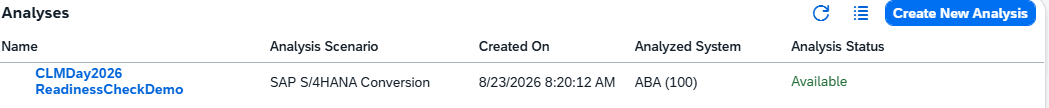 Analyses
Create New Analysis
Name Analysis Scenario Created On Analyzed System Analysis Status
CLMDay2026
ReadinessCheckDemo
SAP S/4HANA Conversion 8/23/2026 8:20:12 AM ABA (100) Available